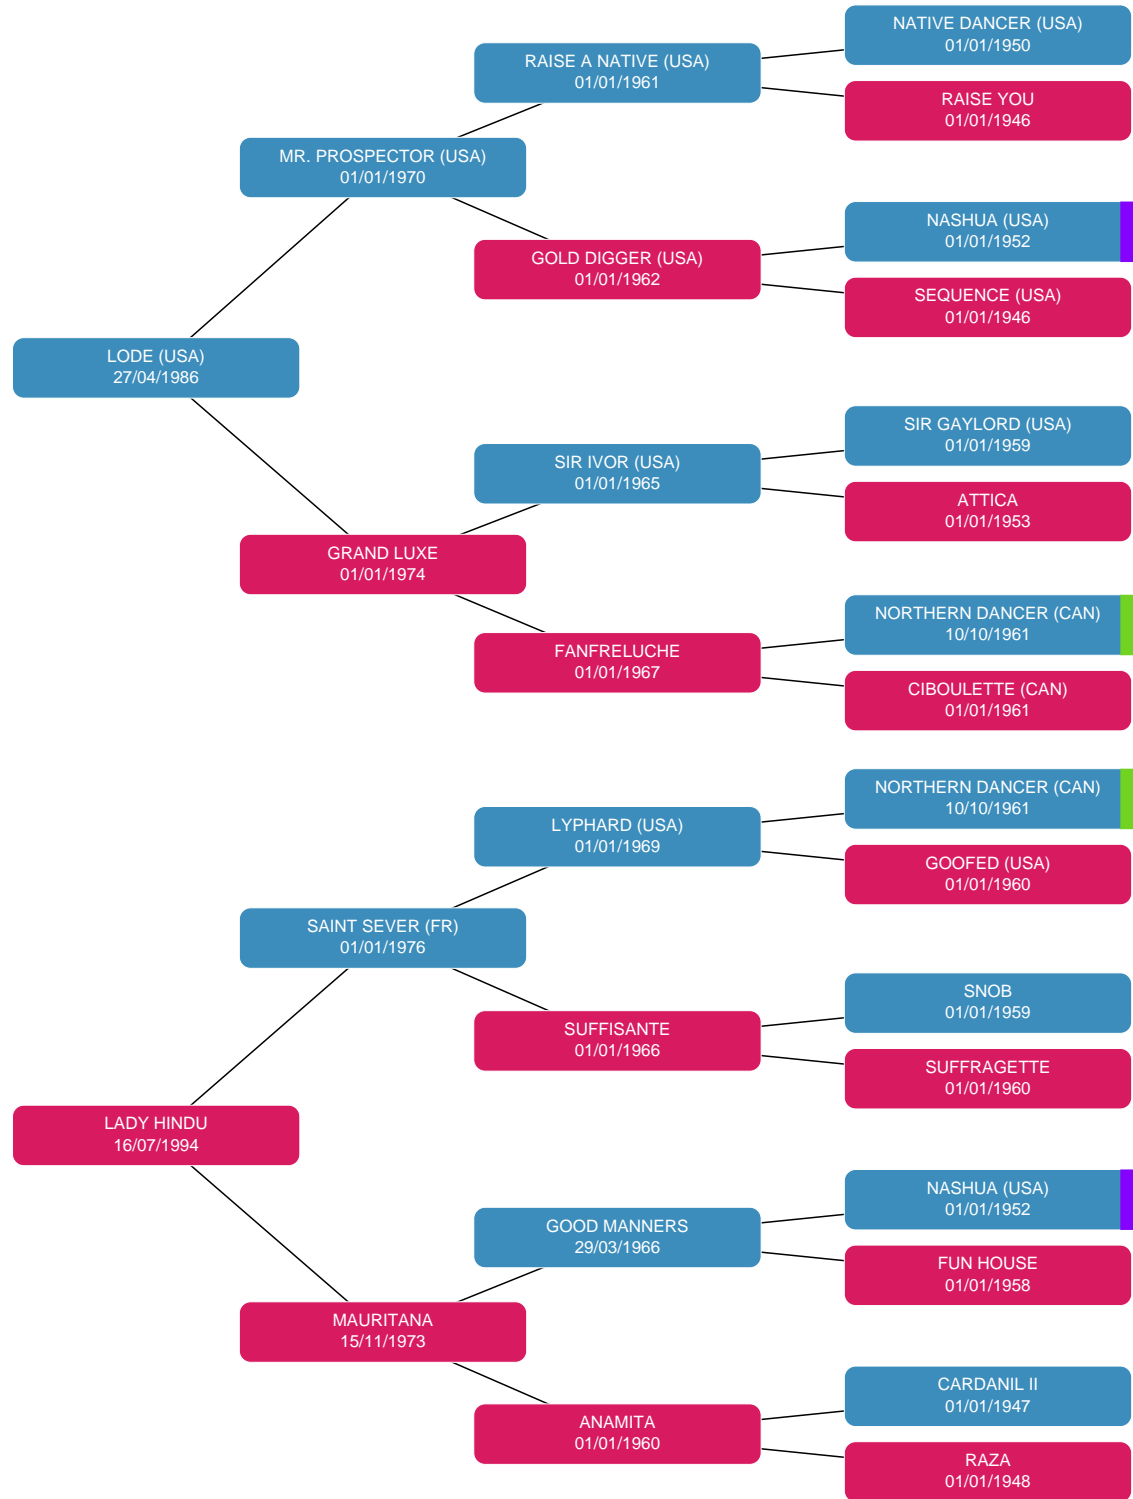 NATIVE DANCER (USA)
01/01/1950
RAISE A NATIVE (USA)
01/01/1961
RAISE YOU
01/01/1946
MR. PROSPECTOR (USA)
01/01/1970
NASHUA (USA)
01/01/1952
GOLD DIGGER (USA)
01/01/1962
SEQUENCE (USA)
01/01/1946
LODE (USA)
27/04/1986
SIR GAYLORD (USA)
01/01/1959
SIR IVOR (USA)
01/01/1965
ATTICA
01/01/1953
GRAND LUXE
01/01/1974
NORTHERN DANCER (CAN)
10/10/1961
FANFRELUCHE
01/01/1967
CIBOULETTE (CAN)
01/01/1961
NORTHERN DANCER (CAN)
10/10/1961
LYPHARD (USA)
01/01/1969
GOOFED (USA)
01/01/1960
SAINT SEVER (FR)
01/01/1976
SNOB
01/01/1959
SUFFISANTE
01/01/1966
SUFFRAGETTE
01/01/1960
LADY HINDU
16/07/1994
NASHUA (USA)
01/01/1952
GOOD MANNERS
29/03/1966
FUN HOUSE
01/01/1958
MAURITANA
15/11/1973
CARDANIL II
01/01/1947
ANAMITA
01/01/1960
RAZA
01/01/1948